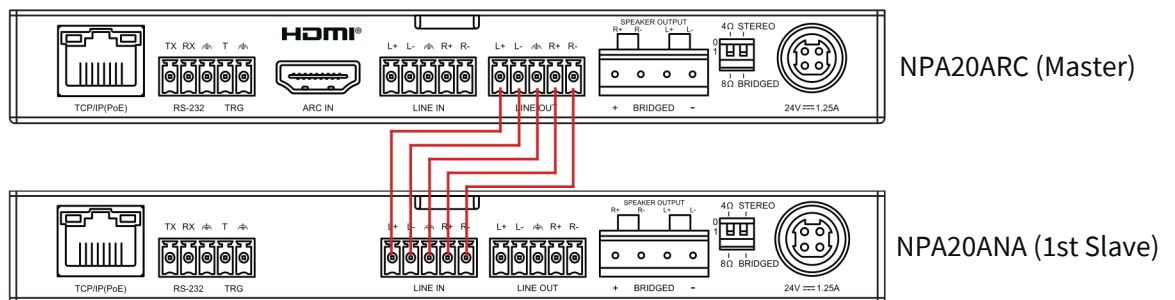 SPEAKER OUTPUT
4Ω STEREO
HDMI®
R+ R- L+ L-
TX RX T
L+ L- R+ R-
L+ L- R+ R-
0
1
8Ω BRIDGED
TCP/IP(PoE)
RS-232
TRG
ARC IN
LINE IN
LINE OUT
+ BRIDGED -
24V 1.25A
NPA20ARC (Master)
SPEAKER OUTPUT
4Ω STEREO
R+ R- L+ L-
TX RX T
L+ L- R+ R-
L+ L- R+ R-
0
1
8Ω BRIDGED
TCP/IP(PoE)
RS-232
TRG
LINE IN
LINE OUT
+ BRIDGED -
24V 1.25A
NPA20ANA (1st Slave)